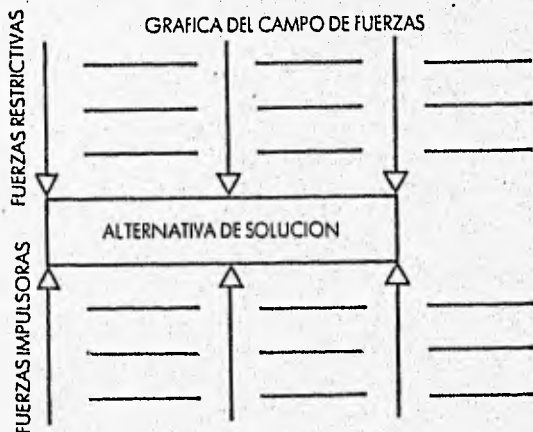 GRAFICA DEL CAMPO DE FUERZAS
FUERZAS RESTRICTIVAS
ALTERNATIVA DE SOLUCION
FUERZAS IMPULSORAS